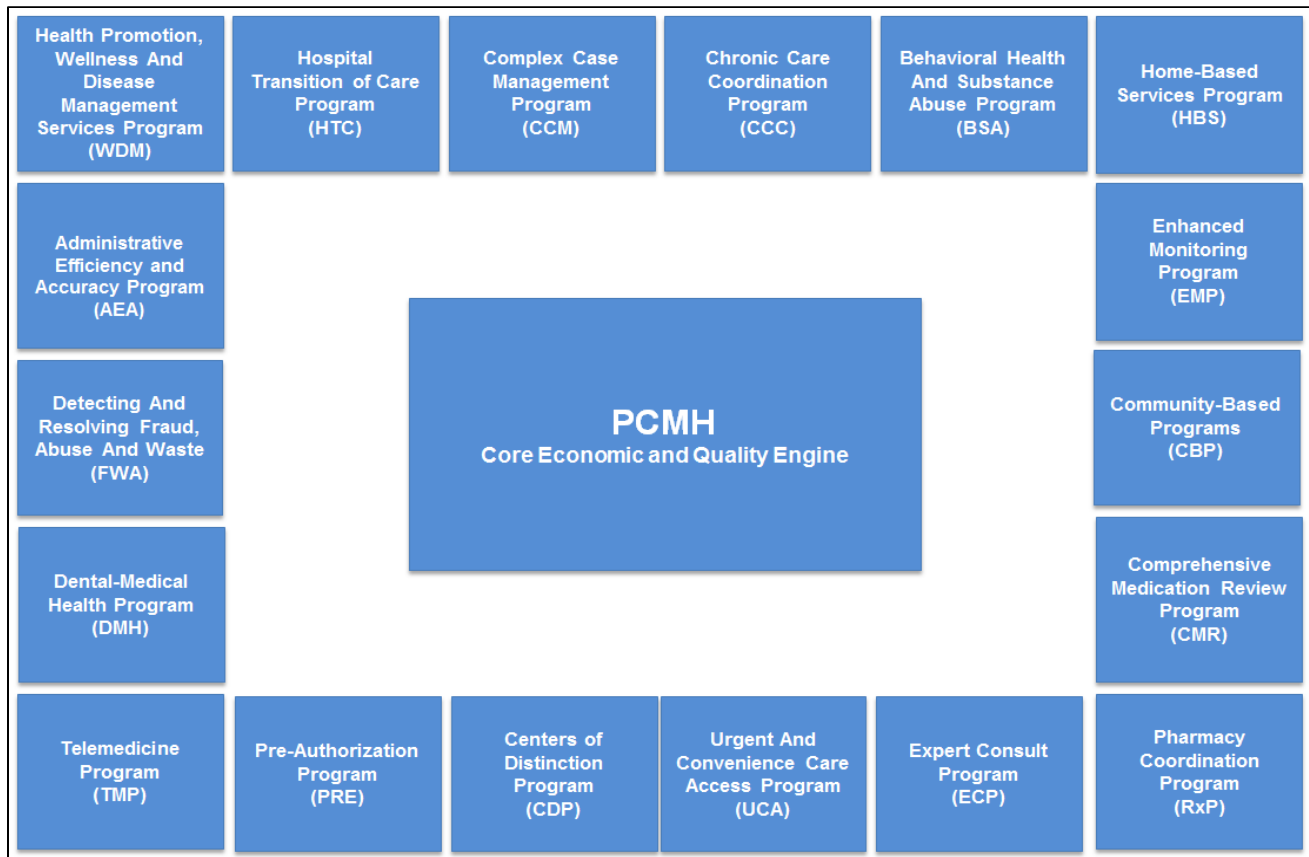 Health Promotion,
Wellness And
Disease
Management
Services Program
(WDM)
Hospital
Transition of Care
Program
(HTC)
Complex Case
Management
Program
(CCM)
Chronic Care
Coordination
Program
(CCC)
Behavioral Health
And Substance
Abuse Program
(BSA)
Home-Based
Services Program
(HBS)
Administrative
Efficiency and
Accuracy Program
(AEA)
Enhanced
Monitoring
Program
(EMP)
PCMH
Core Economic and Quality Engine
Detecting And
Resolving Fraud,
Abuse And Waste
(FWA)
Community-Based
Programs
(CBP)
Dental-Medical
Health Program
(DMH)
Comprehensive
Medication Review
Program
(CMR)
Telemedicine
Program
(TMP)
Pre-Authorization
Program
(PRE)
Centers of
Distinction
Program
(CDP)
Urgent And
Convenience Care
Access Program
(UCA)
Expert Consult
Program
(ECP)
Pharmacy
Coordination
Program
(RxP)